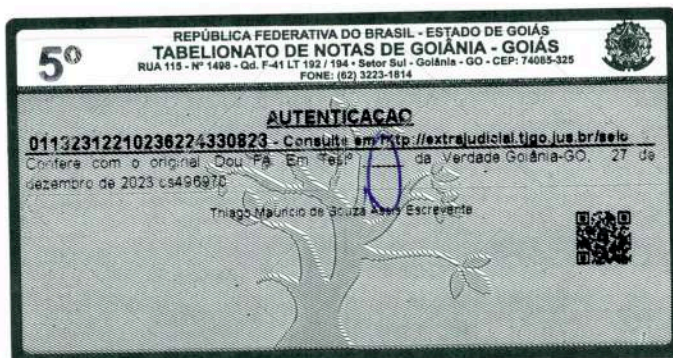 5º
REPÚBLICA FEDERATIVA DO BRASIL - ESTADO DE GOIÁS
TABELIONATO DE NOTAS DE GOIÂNIA - GOIÁS
RUA 115 - Nº 1498 - Qd. F-41 LT 192 / 194 • Setor Sul - Goiânia - GO - CEP: 74085-325
FONE: (62) 3223-1814
AUTENTICAÇÃO
01132312210236224330823 - Consulte em http://extrajudicial.tjgo.jus.br/selo
Confere com o original. Dou Fé. Em Testº da Verdade Goiânia-GO, 27 de
dezembro de 2023 cs496970
Thiago Mauricio de Souza Assis Escrevente